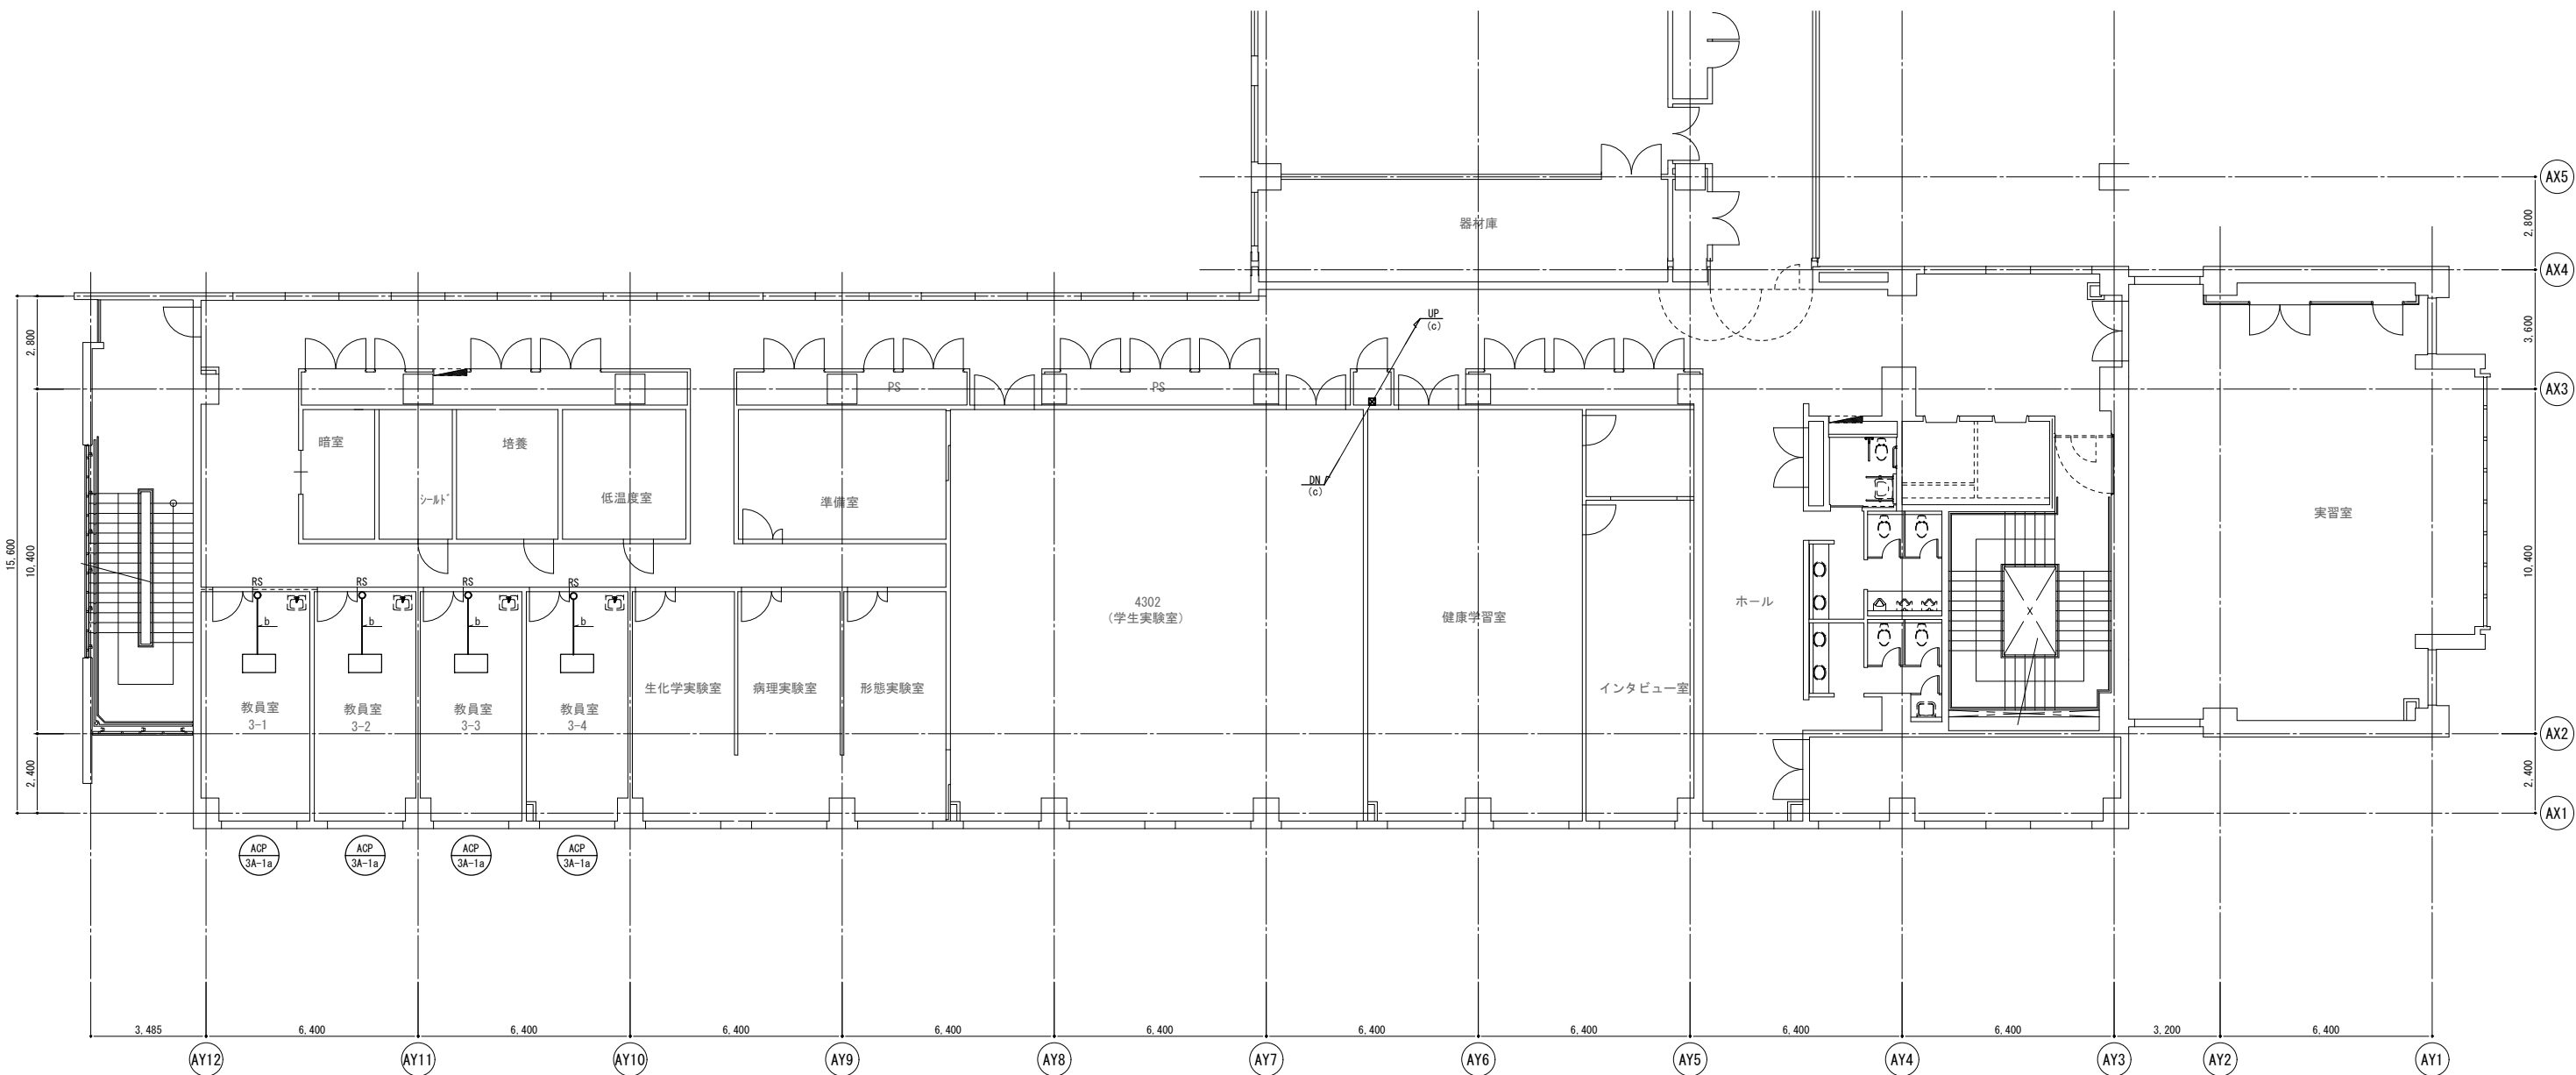 AX5
2,800
器材庫
AX4
UP
(c)
2,800
3,600
PS
PS
AX3
暗室
培養
シールド
低温度室
準備室
DN
(c)
実習室
15,600
10,400
10,400
RS
RS
RS
RS
4302
(学生実験室)
健康学習室
ホール
b
b
b
b
X
生化学実験室
病理実験室
形態実験室
インタビュー室
教員室
3-1
教員室
3-2
教員室
3-3
教員室
3-4
AX2
2,400
2,400
AX1
ACP
3A-1a
ACP
3A-1a
ACP
3A-1a
ACP
3A-1a
3,485
6,400
6,400
6,400
6,400
6,400
6,400
6,400
6,400
6,400
3,200
6,400
AY12
AY11
AY10
AY9
AY8
AY7
AY6
AY5
AY4
AY3
AY2
AY1